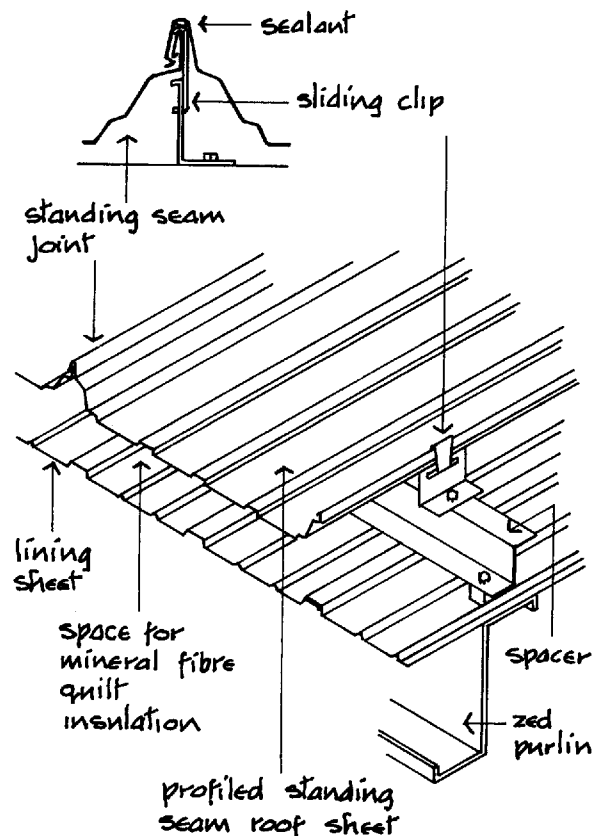 sealant
sliding clip
standing seam
joint
lining
sheet
space for
mineral fibre
quilt
insulation
spacer
zed
purlin
profiled standing
seam roof sheet